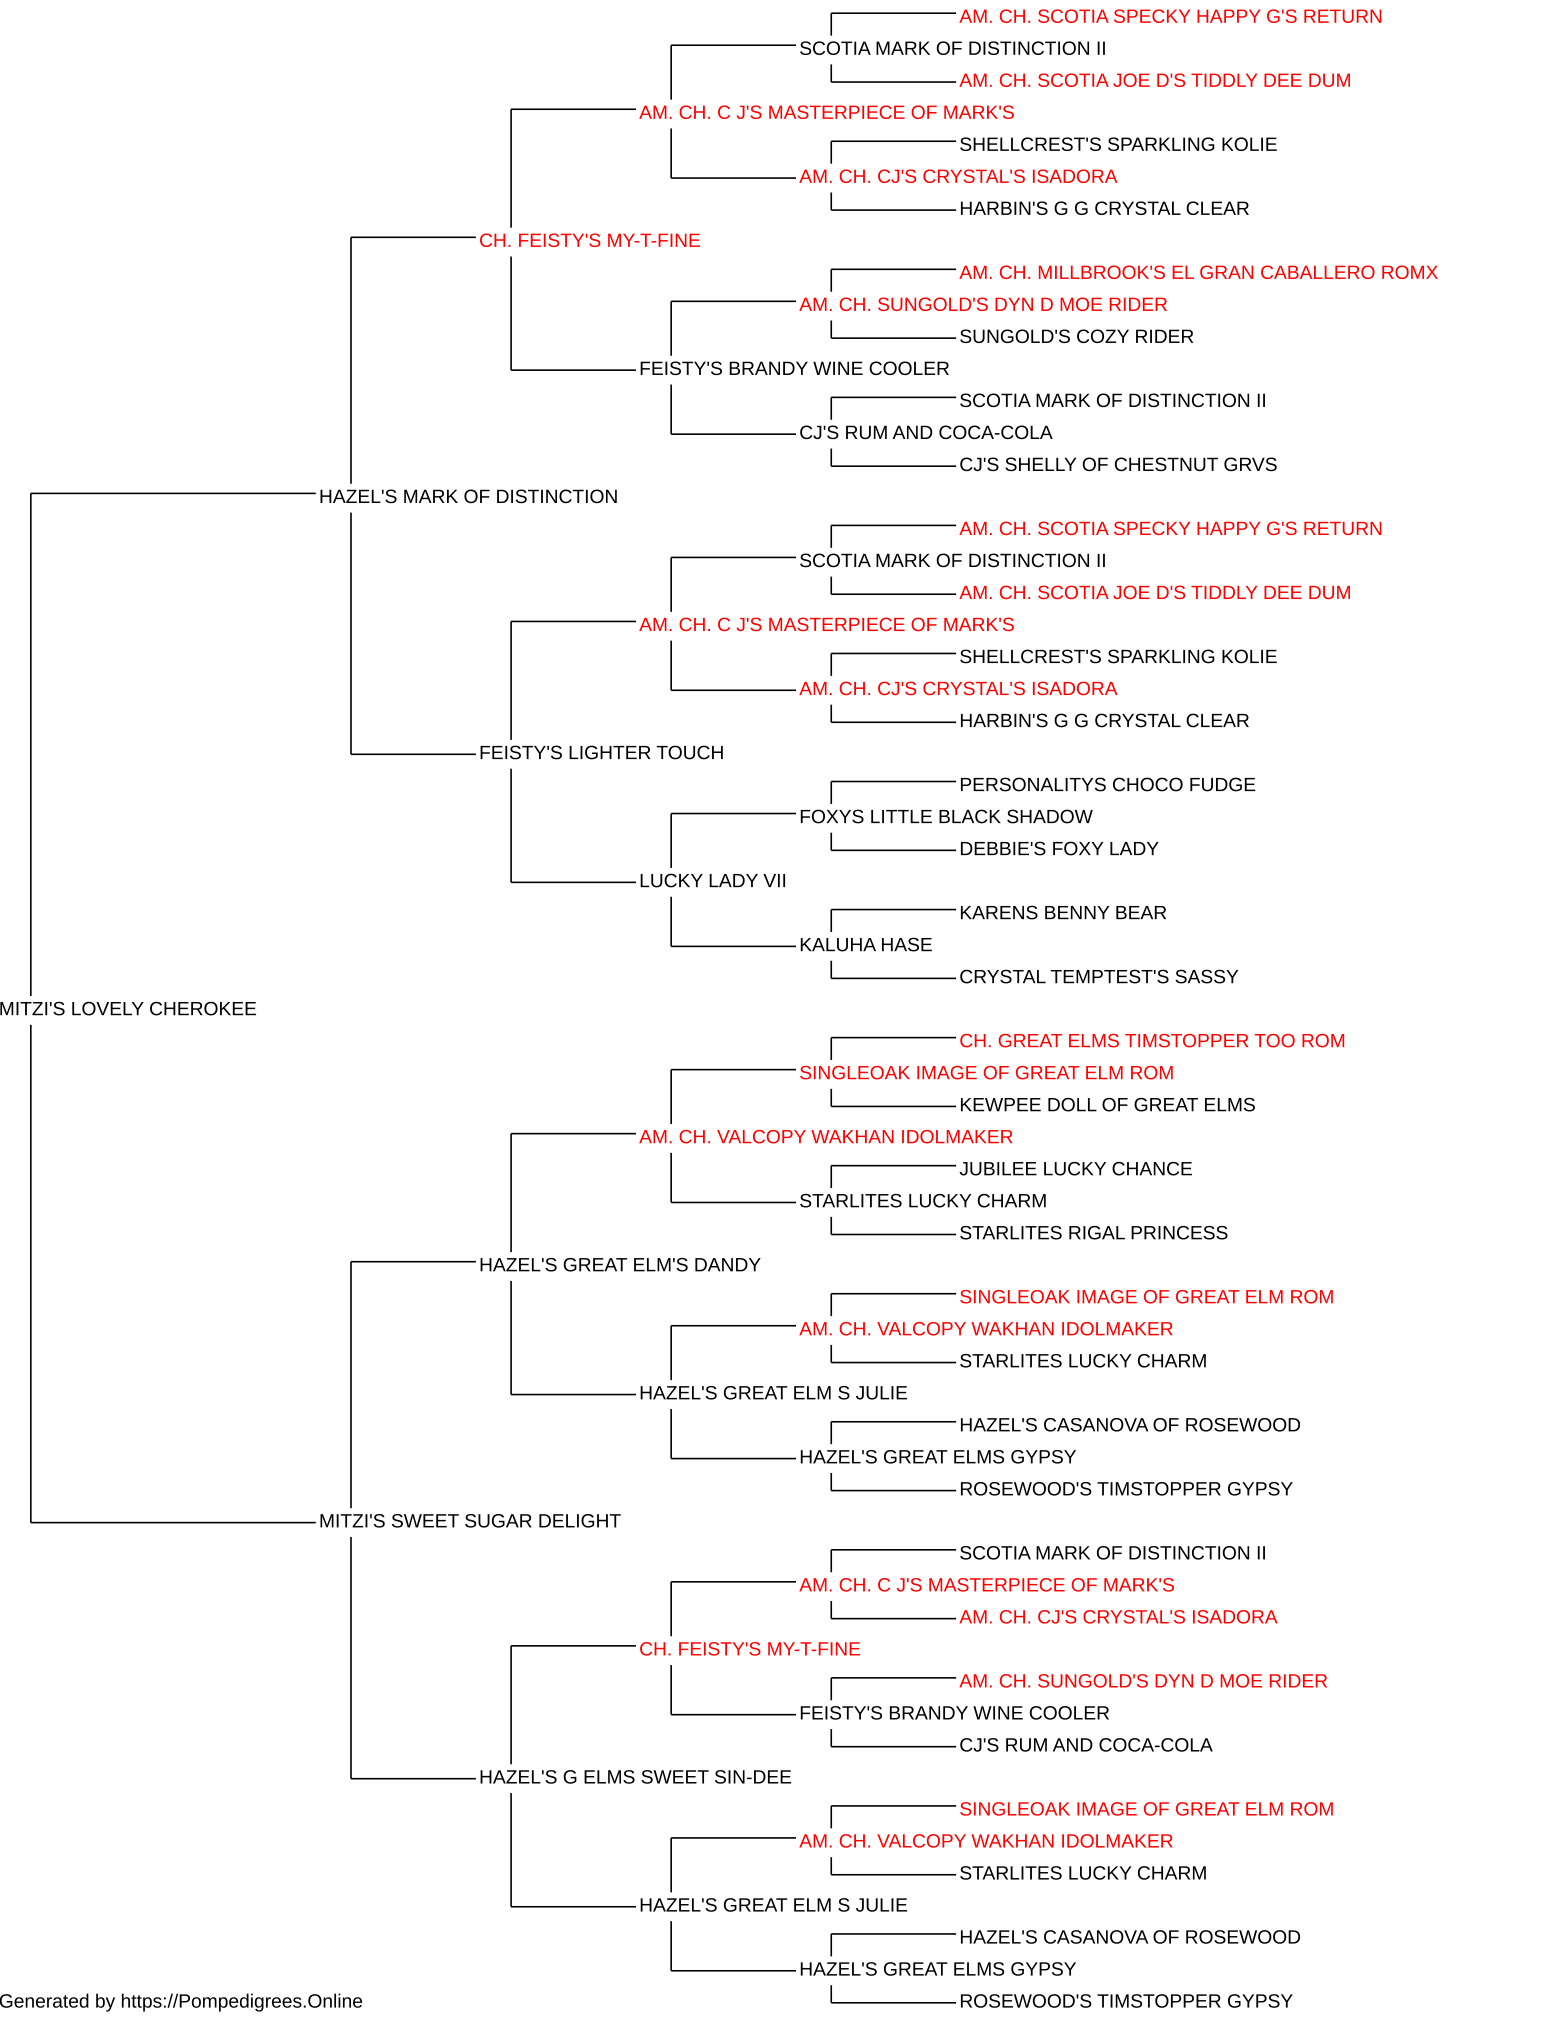 AM. CH. SCOTIA SPECKY HAPPY G'S RETURN
SCOTIA MARK OF DISTINCTION II
AM. CH. SCOTIA JOE D'S TIDDLY DEE DUM
AM. CH. C J'S MASTERPIECE OF MARK'S
SHELLCREST'S SPARKLING KOLIE
AM. CH. CJ'S CRYSTAL'S ISADORA
HARBIN'S G G CRYSTAL CLEAR
CH. FEISTY'S MY-T-FINE
AM. CH. MILLBROOK'S EL GRAN CABALLERO ROMX
AM. CH. SUNGOLD'S DYN D MOE RIDER
SUNGOLD'S COZY RIDER
FEISTY'S BRANDY WINE COOLER
SCOTIA MARK OF DISTINCTION II
CJ'S RUM AND COCA-COLA
CJ'S SHELLY OF CHESTNUT GRVS
HAZEL'S MARK OF DISTINCTION
AM. CH. SCOTIA SPECKY HAPPY G'S RETURN
SCOTIA MARK OF DISTINCTION II
AM. CH. SCOTIA JOE D'S TIDDLY DEE DUM
AM. CH. C J'S MASTERPIECE OF MARK'S
SHELLCREST'S SPARKLING KOLIE
AM. CH. CJ'S CRYSTAL'S ISADORA
HARBIN'S G G CRYSTAL CLEAR
FEISTY'S LIGHTER TOUCH
PERSONALITYS CHOCO FUDGE
FOXYS LITTLE BLACK SHADOW
DEBBIE'S FOXY LADY
LUCKY LADY VII
KARENS BENNY BEAR
KALUHA HASE
CRYSTAL TEMPTEST'S SASSY
MITZI'S LOVELY CHEROKEE
CH. GREAT ELMS TIMSTOPPER TOO ROM
SINGLEOAK IMAGE OF GREAT ELM ROM
KEWPEE DOLL OF GREAT ELMS
AM. CH. VALCOPY WAKHAN IDOLMAKER
JUBILEE LUCKY CHANCE
STARLITES LUCKY CHARM
STARLITES RIGAL PRINCESS
HAZEL'S GREAT ELM'S DANDY
SINGLEOAK IMAGE OF GREAT ELM ROM
AM. CH. VALCOPY WAKHAN IDOLMAKER
STARLITES LUCKY CHARM
HAZEL'S GREAT ELM S JULIE
HAZEL'S CASANOVA OF ROSEWOOD
HAZEL'S GREAT ELMS GYPSY
ROSEWOOD'S TIMSTOPPER GYPSY
MITZI'S SWEET SUGAR DELIGHT
SCOTIA MARK OF DISTINCTION II
AM. CH. C J'S MASTERPIECE OF MARK'S
AM. CH. CJ'S CRYSTAL'S ISADORA
CH. FEISTY'S MY-T-FINE
AM. CH. SUNGOLD'S DYN D MOE RIDER
FEISTY'S BRANDY WINE COOLER
CJ'S RUM AND COCA-COLA
HAZEL'S G ELMS SWEET SIN-DEE
SINGLEOAK IMAGE OF GREAT ELM ROM
AM. CH. VALCOPY WAKHAN IDOLMAKER
STARLITES LUCKY CHARM
HAZEL'S GREAT ELM S JULIE
HAZEL'S CASANOVA OF ROSEWOOD
HAZEL'S GREAT ELMS GYPSY
ROSEWOOD'S TIMSTOPPER GYPSY
Generated by https://Pompedigrees.Online